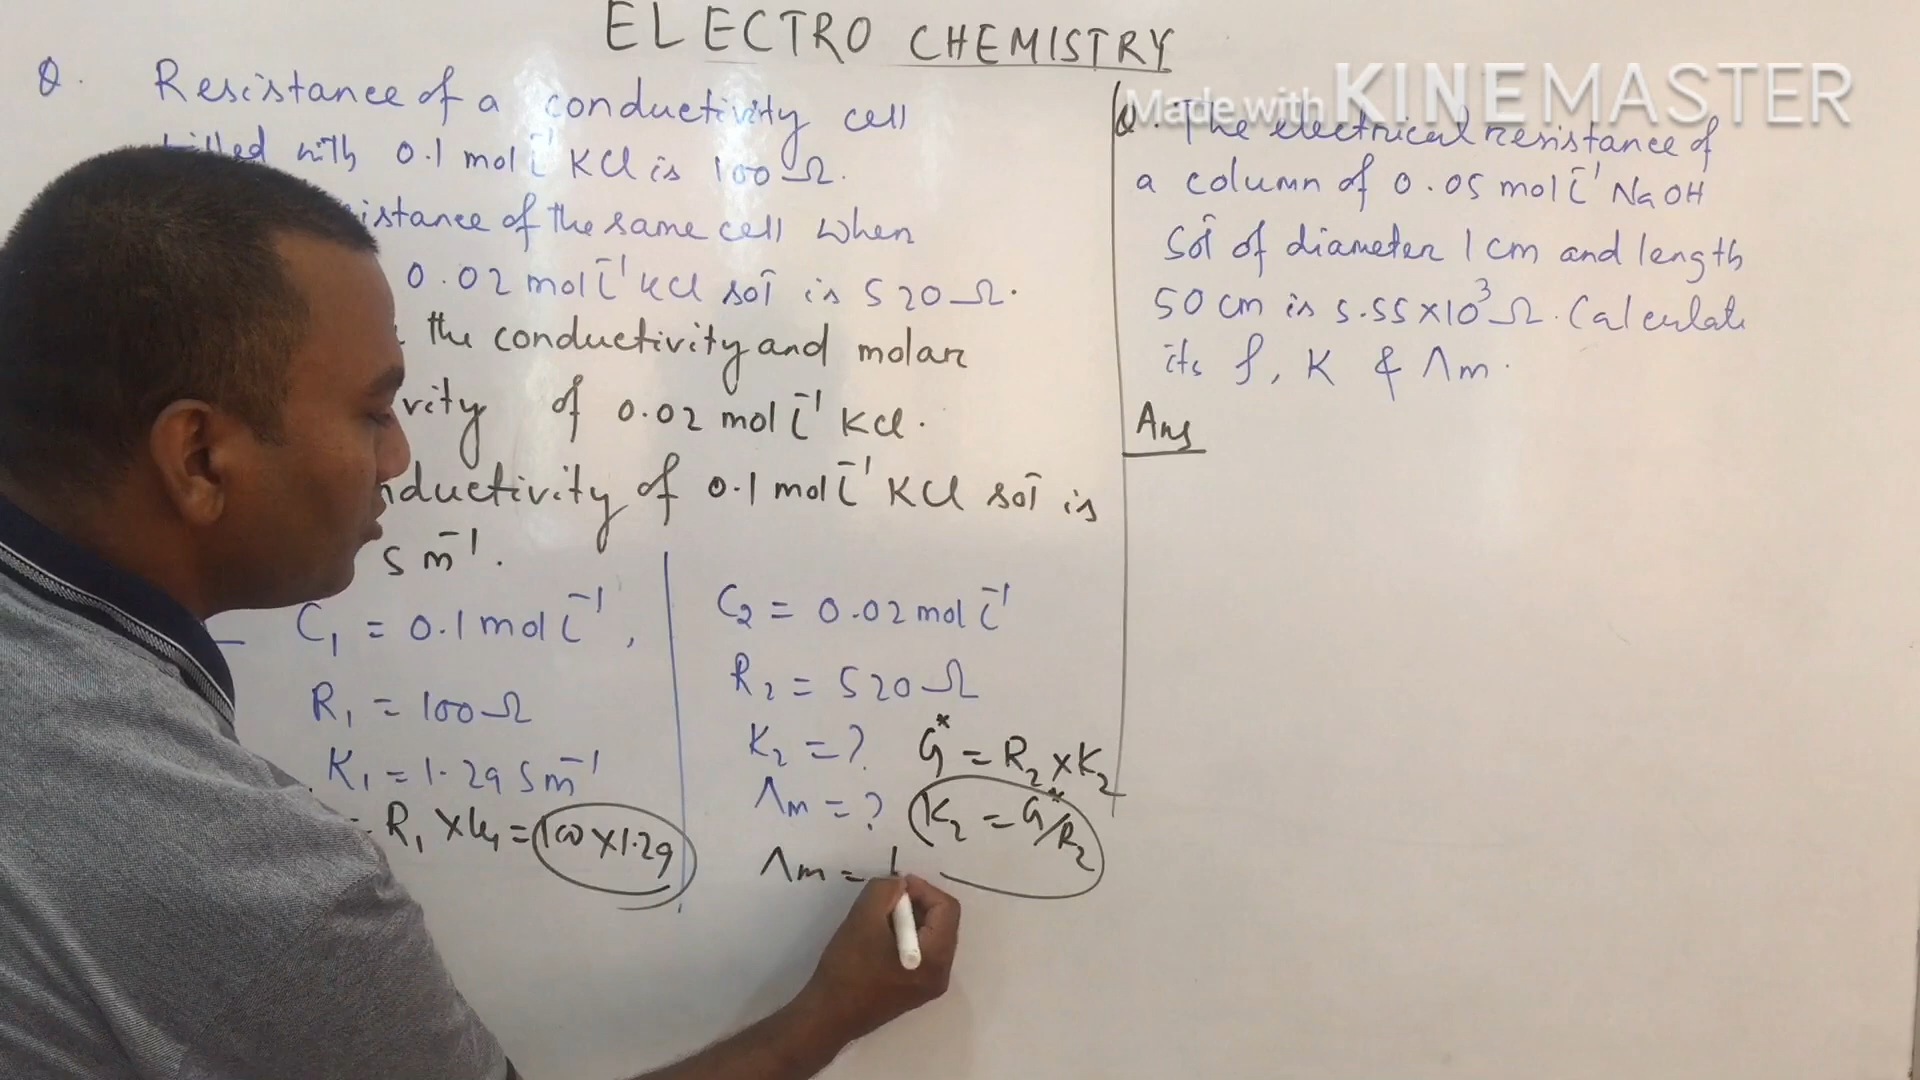 ELECTRO CHEMISTRY
Q. Resistance of a conductivity cell
filled with 0.1 mol L⁻¹ KCl is 100 Ω.
istance of the same cell when
0.02 mol L⁻¹ KCl solⁿ is 520 Ω.
the conductivity and molar
vity of 0.02 mol L⁻¹ KCl.
nductivity of 0.1 mol L⁻¹ KCl solⁿ is
S m⁻¹.
C₁ = 0.1 mol L⁻¹,
R₁ = 100 Ω
K₁ = 1.29 S m⁻¹
= R₁ × K₁ = 100 × 1.29
C₂ = 0.02 mol L⁻¹
R₂ = 520 Ω
K₂ = ? G* = R₂ × K₂
Λm = ? K₂ = G*/R₂
Λm =
Made with KINEMASTER
Q. The electrical resistance of
a column of 0.05 mol L⁻¹ NaOH
solⁿ of diameter 1 cm and length
50 cm is 5.55×10³ Ω. Calculate
its ρ, K & Λm.
Ans